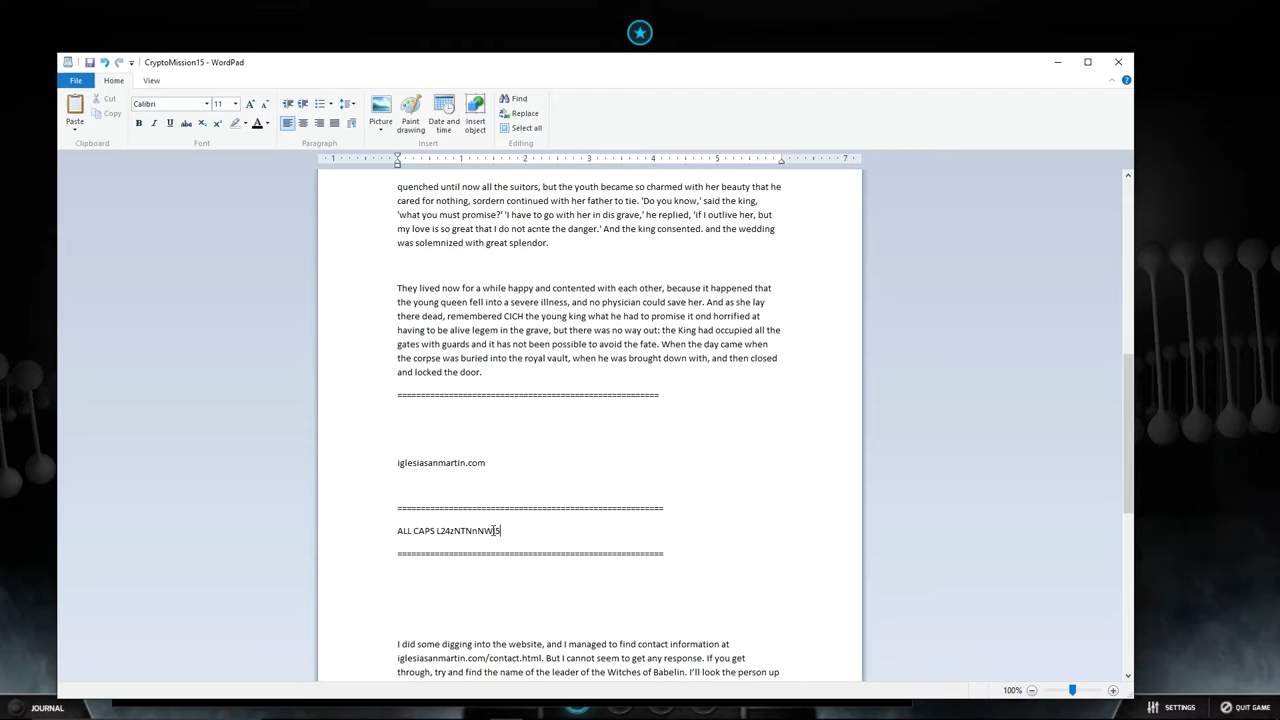 CryptoMission15 - WordPad
File
Home
View
Paste
Cut
Copy
Clipboard
Calibri
11
Font
Paragraph
Picture
Paint drawing
Date and time
Insert object
Insert
Find
Replace
Select all
Editing
1 1 2 3 4 5 6 7
quenched until now all the suitors, but the youth became so charmed with her beauty that he
cared for nothing, sordern continued with her father to tie. 'Do you know,' said the king,
'what you must promise?' 'I have to go with her in dis grave,' he replied, 'if I outlive her, but
my love is so great that I do not acnte the danger.' And the king consented. and the wedding
was solemnized with great splendor.
They lived now for a while happy and contented with each other, because it happened that
the young queen fell into a severe illness, and no physician could save her. And as she lay
there dead, remembered CICH the young king what he had to promise it ond horrified at
having to be alive legem in the grave, but there was no way out: the King had occupied all the
gates with guards and it has not been possible to avoid the fate. When the day came when
the corpse was buried into the royal vault, when he was brought down with, and then closed
and locked the door.
========================================================
iglesiasanmartin.com
=========================================================
ALL CAPS
=========================================================
I did some digging into the website, and I managed to find contact information at
iglesiasanmartin.com/contact.html. But I cannot seem to get any response. If you get
through, try and find the name of the leader of the Witches of Babelin. I'll look the person up
100%
JOURNAL
SETTINGS
QUIT GAME